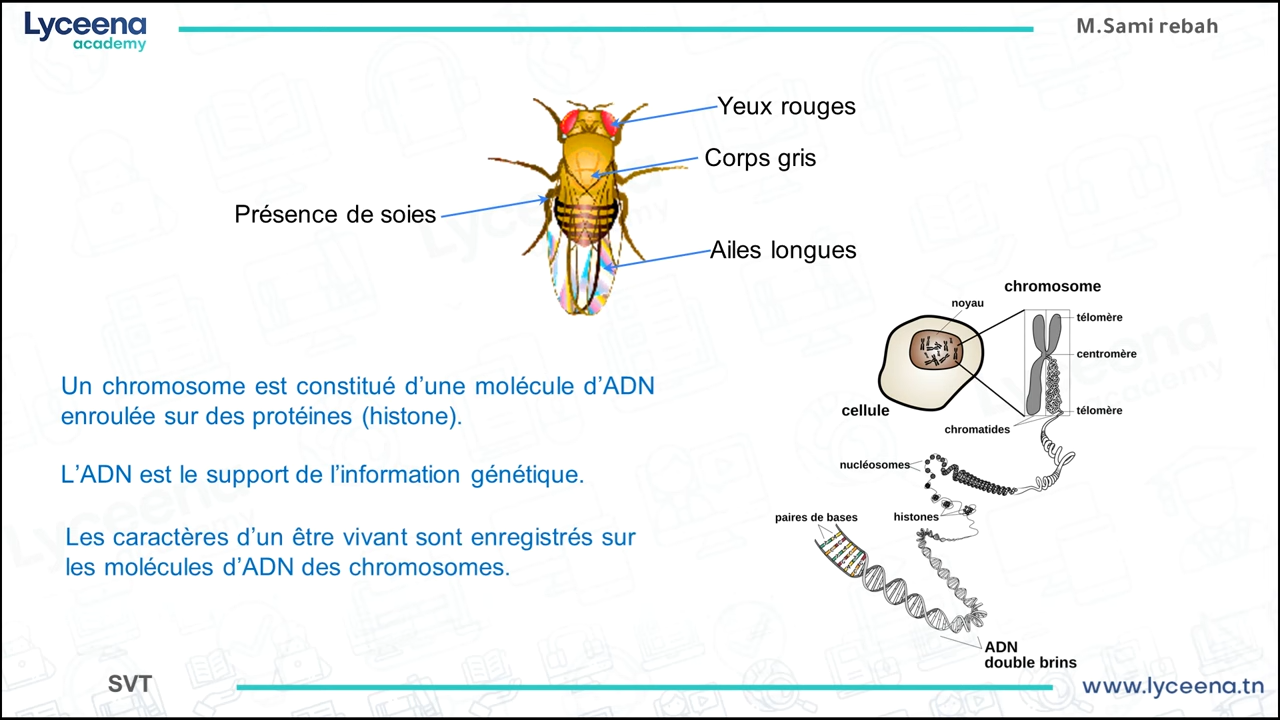 Lyceena
academy
M.Sami rebah
Yeux rouges
Corps gris
Présence de soies
Ailes longues
Un chromosome est constitué d’une molécule d’ADN
enroulée sur des protéines (histone).
L’ADN est le support de l’information génétique.
Les caractères d’un être vivant sont enregistrés sur
les molécules d’ADN des chromosomes.
chromosome
noyau
télomère
centromère
cellule
télomère
chromatides
nucléosomes
paires de bases
histones
ADN
double brins
SVT
www.lyceena.tn